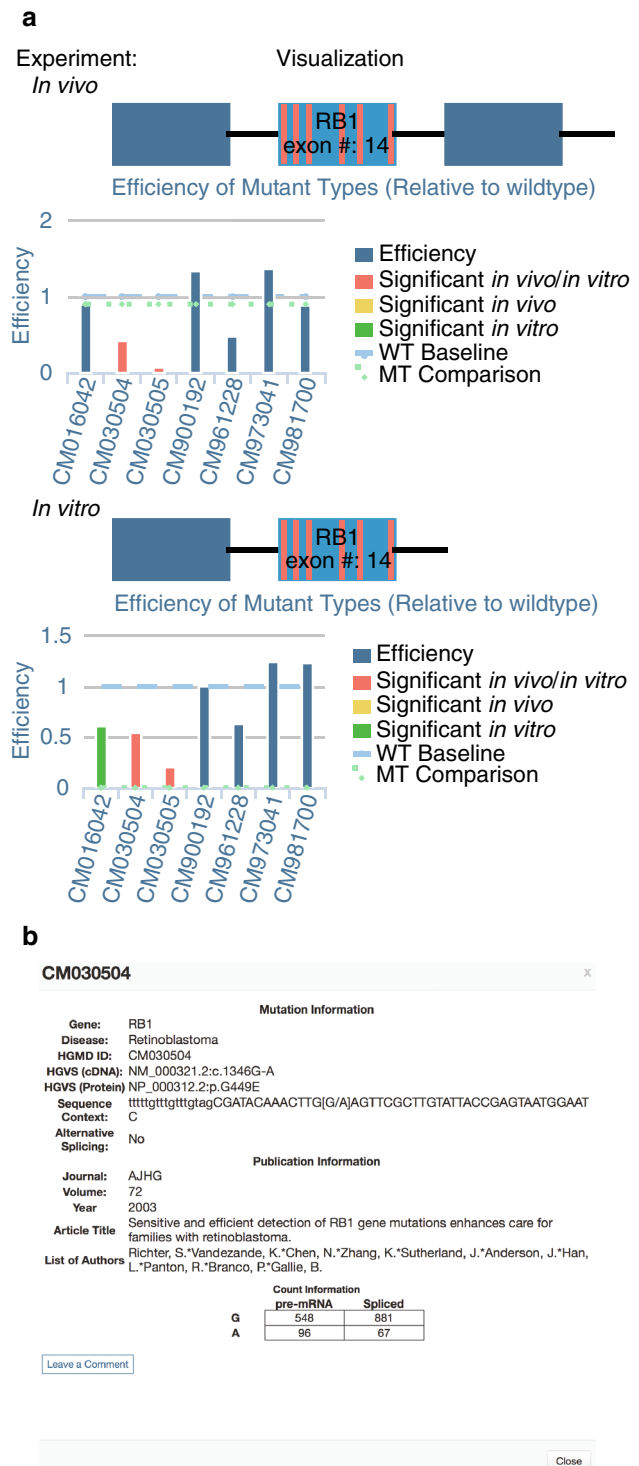 a
Experiment:
Visualization
In vivo
RB1
exon #: 14
Efficiency of Mutant Types (Relative to wildtype)
2
1
0
Efficiency
Efficiency
Significant in vivo/in vitro
Significant in vivo
Significant in vitro
WT Baseline
MT Comparison
CM016042
CM030504
CM030505
CM900192
CM961228
CM973041
CM981700
In vitro
RB1
exon #: 14
Efficiency of Mutant Types (Relative to wildtype)
1.5
1
0.5
0
Efficiency
Efficiency
Significant in vivo/in vitro
Significant in vivo
Significant in vitro
WT Baseline
MT Comparison
CM016042
CM030504
CM030505
CM900192
CM961228
CM973041
CM981700
b
CM030504 x
Mutation Information
Gene: RB1
Disease: Retinoblastoma
HGMD ID: CM030504
HGVS (cDNA): NM_000321.2:c.1346G-A
HGVS (Protein) NP_000312.2:p.G449E
Sequence Context: tttttgtttgtttgtagCGATACAAACTTG[G/A]AGTTCGCTTGTATTACCGAGTAATGGAAT
C
Alternative Splicing: No
Publication Information
Journal: AJHG
Volume: 72
Year 2003
Article Title Sensitive and efficient detection of RB1 gene mutations enhances care for
families with retinoblastoma.
List of Authors Richter, S.*Vandezande, K.*Chen, N.*Zhang, K.*Sutherland, J.*Anderson, J.*Han,
L.*Panton, R.*Branco, P.*Gallie, B.
Count Information
pre-mRNA Spliced
G 548 881
A 96 67
Leave a Comment
Close